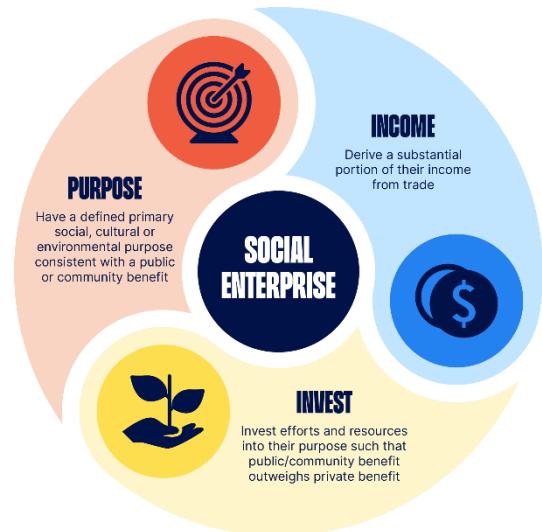 PURPOSE
Have a defined primary
social, cultural or
environmental purpose
consistent with a public
or community benefit
INCOME
Derive a substantial
portion of their income
from trade
$
SOCIAL
ENTERPRISE
INVEST
Invest efforts and resources
into their purpose such that
public/community benefit
outweighs private benefit